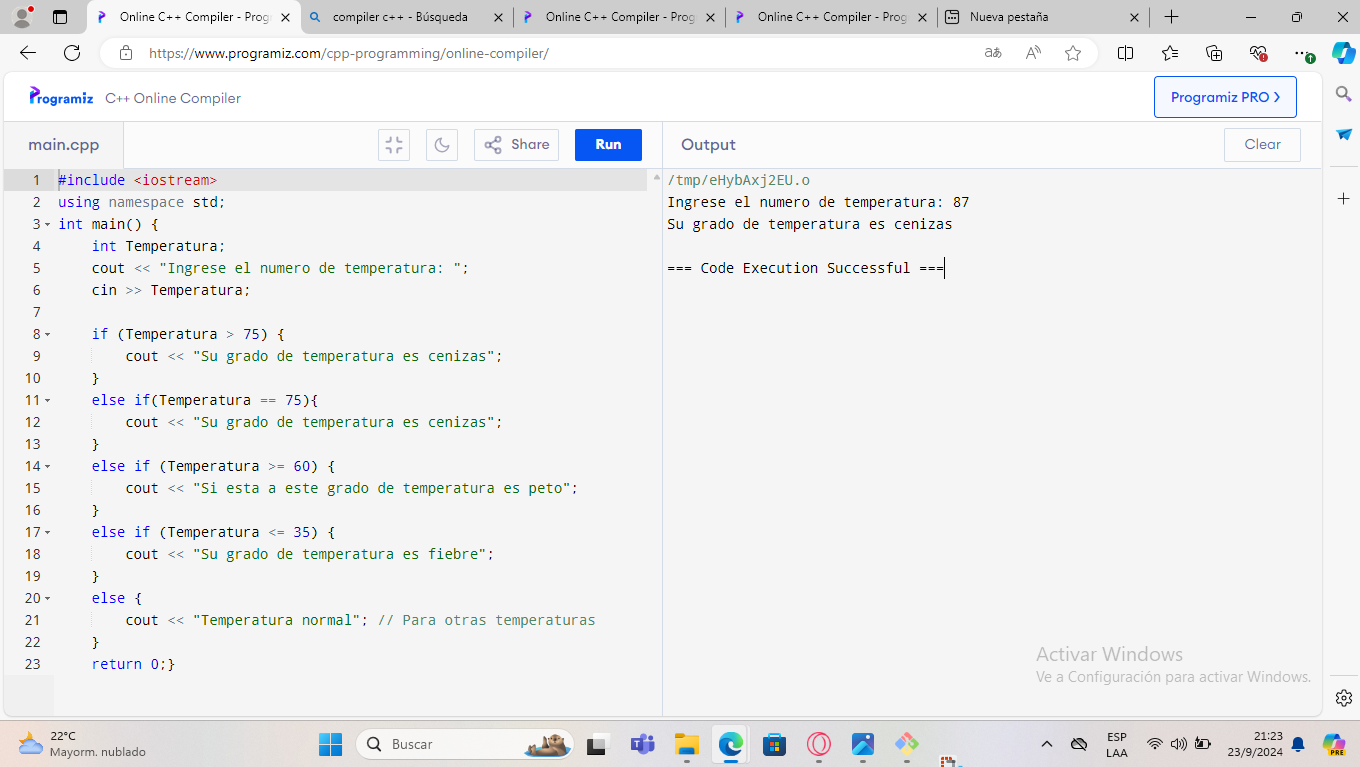 Online C++ Compiler - Prog
compiler c++ - Búsqueda
Online C++ Compiler - Prog
Online C++ Compiler - Prog
Nueva pestaña
https://www.programiz.com/cpp-programming/online-compiler/
Programiz C++ Online Compiler
Programiz PRO ›
main.cpp
Share
Run
Output
Clear
1 #include <iostream>
2 using namespace std;
3 int main() {
4 int Temperatura;
5 cout << "Ingrese el numero de temperatura: ";
6 cin >> Temperatura;
7
8 if (Temperatura > 75) {
9 cout << "Su grado de temperatura es cenizas";
10 }
11 else if(Temperatura == 75){
12 cout << "Su grado de temperatura es cenizas";
13 }
14 else if (Temperatura >= 60) {
15 cout << "Si esta a este grado de temperatura es peto";
16 }
17 else if (Temperatura <= 35) {
18 cout << "Su grado de temperatura es fiebre";
19 }
20 else {
21 cout << "Temperatura normal"; // Para otras temperaturas
22 }
23 return 0;}
/tmp/eHybAxj2EU.o
Ingrese el numero de temperatura: 87
Su grado de temperatura es cenizas
=== Code Execution Successful ===
Activar Windows
Ve a Configuración para activar Windows.
22°C
Mayorm. nublado
Buscar
ESP
LAA
21:23
23/9/2024
PRE